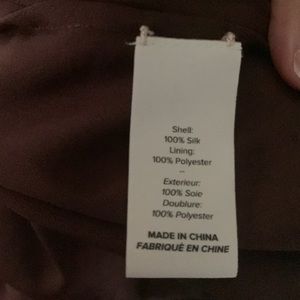 Shell:
100% Silk
Lining:
100% Polyester
--
Exterieur:
100% Soie
Doublure:
100% Polyester
MADE IN CHINA
FABRIQUÉ EN CHINE